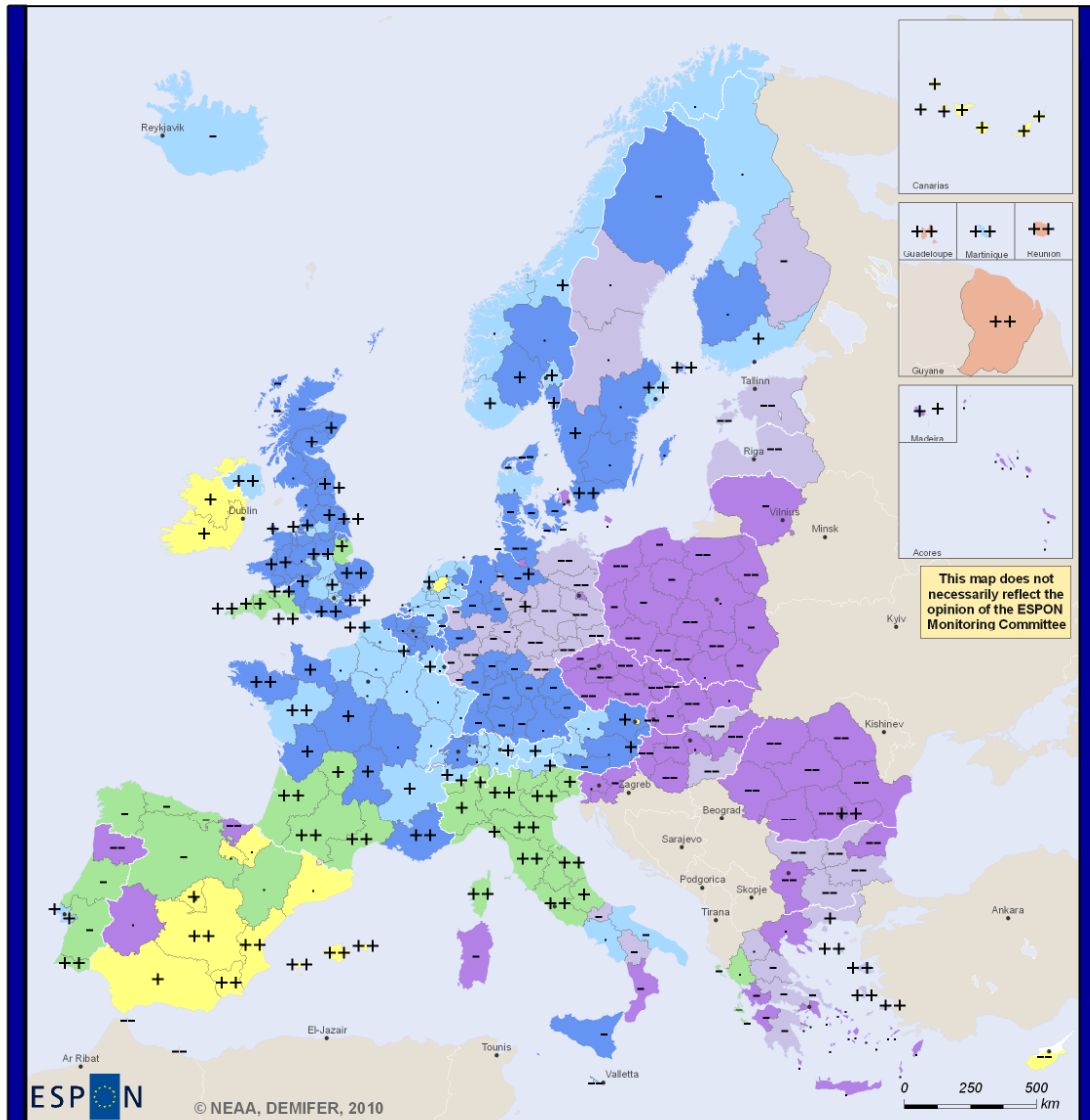 Reykjavik
Canarias
Guadeloupe
Martinique
Reunion
Guyane
Madeira
Acores
This map does not
necessarily reflect the
opinion of the ESPON
Monitoring Committee
Tallinn
Riga
Vilnius
Minsk
Dublin
Kyiv
Kishinev
Zagreb
Beograd
Sarajevo
Podgorica
Skopje
Tirana
Ankara
El-Jazair
Tounis
Ar Ribat
Valletta
ESPON
© NEAA, DEMIFER, 2010
0 250 500
km